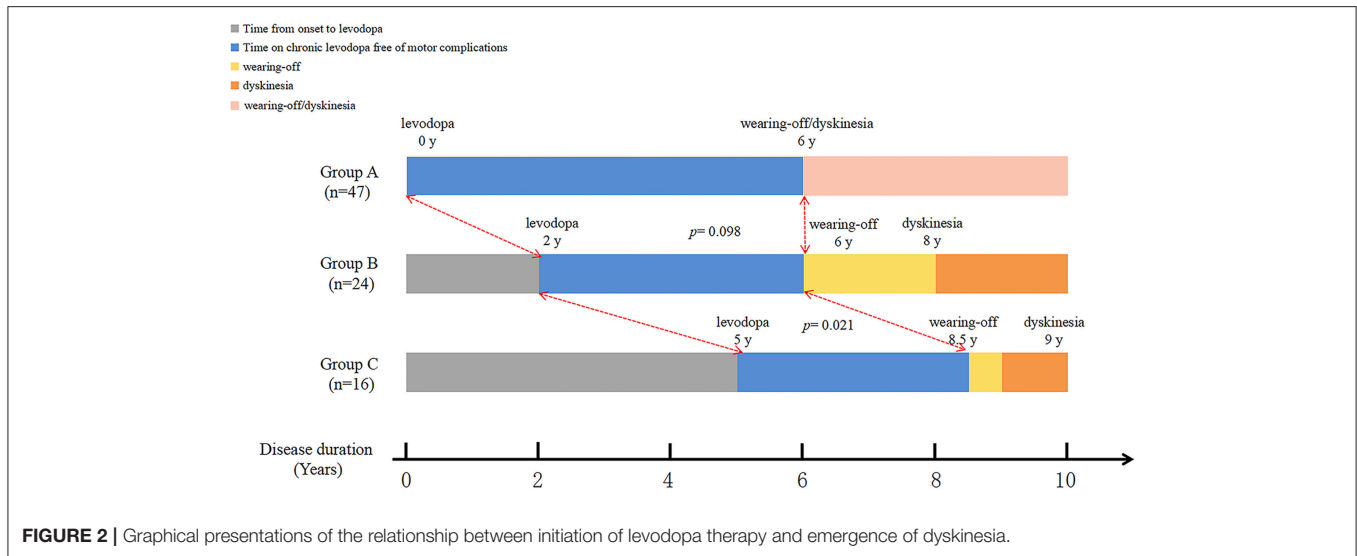 Time from onset to levodopa
Time on chronic levodopa free of motor complications
wearing-off
dyskinesia
wearing-off/dyskinesia
levodopa
0 y
wearing-off/dyskinesia
6 y
Group A
(n=47)
levodopa
2 y
p= 0.098
wearing-off
6 y
dyskinesia
8 y
Group B
(n=24)
levodopa
5 y
p= 0.021
wearing-off
8.5 y
dyskinesia
9 y
Group C
(n=16)
Disease duration
(Years)
0 2 4 6 8 10
FIGURE 2 | Graphical presentations of the relationship between initiation of levodopa therapy and emergence of dyskinesia.